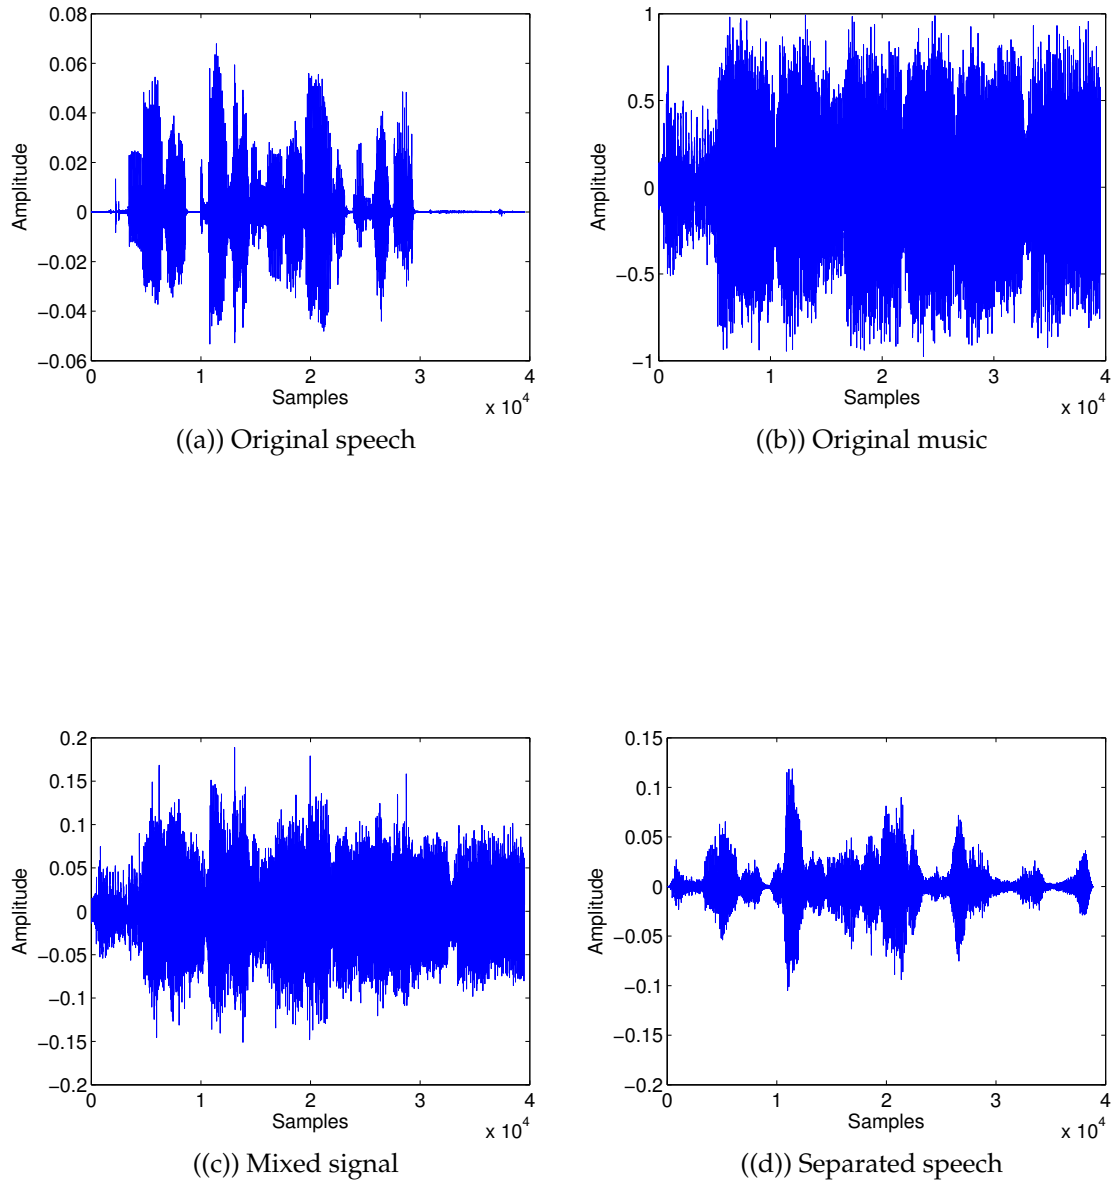 0.08
0.06
0.04
0.02
0
−0.02
−0.04
−0.06
Amplitude
0 1 2 3 4
Samples
x 10^4
((a)) Original speech
1
0.5
0
−0.5
−1
Amplitude
0 1 2 3 4
Samples
x 10^4
((b)) Original music
0.2
0.15
0.1
0.05
0
−0.05
−0.1
−0.15
−0.2
Amplitude
0 1 2 3 4
Samples
x 10^4
((c)) Mixed signal
0.15
0.1
0.05
0
−0.05
−0.1
−0.15
−0.2
Amplitude
0 1 2 3 4
Samples
x 10^4
((d)) Separated speech